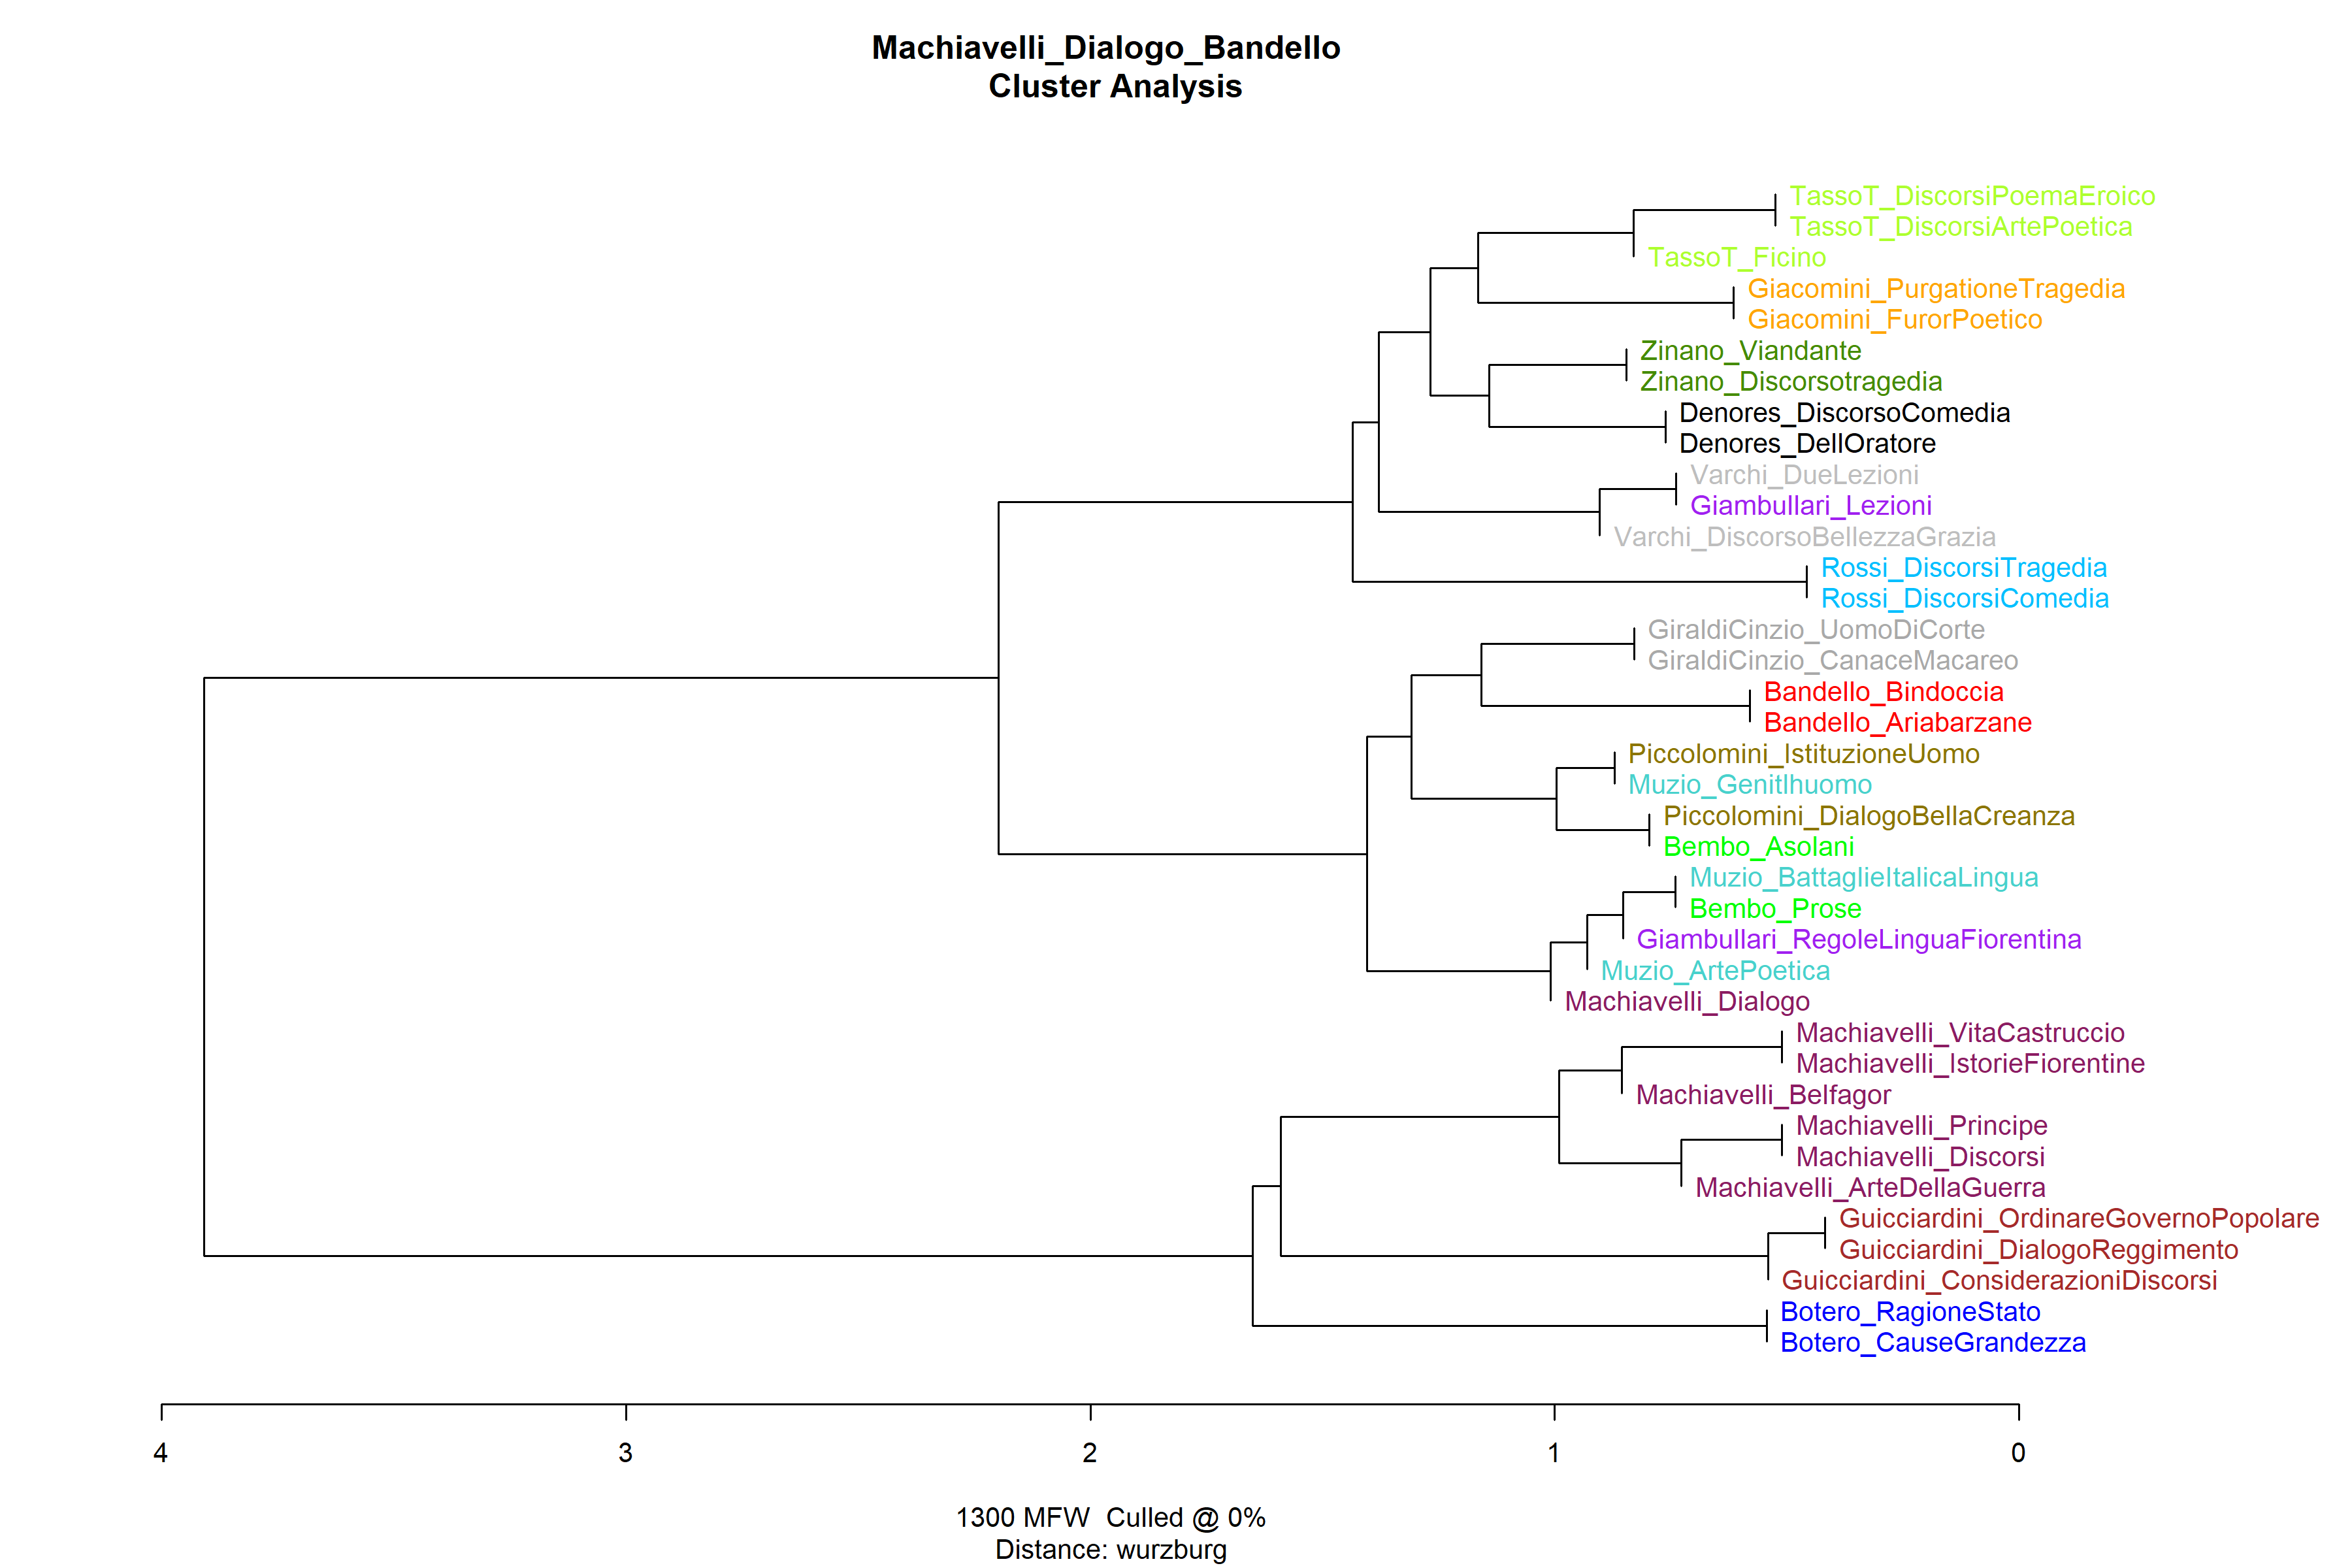 Machiavelli_Dialogo_Bandello
Cluster Analysis
TassoT_DiscorsiPoemaEroico
TassoT_DiscorsiArtePoetica
TassoT_Ficino
Giacomini_PurgationeTragedia
Giacomini_FurorPoetico
Zinano_Viandante
Zinano_Discorsotragedia
Denores_DiscorsoComedia
Denores_DellOratore
Varchi_DueLezioni
Giambullari_Lezioni
Varchi_DiscorsoBellezzaGrazia
Rossi_DiscorsiTragedia
Rossi_DiscorsiComedia
GiraldiCinzio_UomoDiCorte
GiraldiCinzio_CanaceMacareo
Bandello_Bindoccia
Bandello_Ariabarzane
Piccolomini_IstituzioneUomo
Muzio_Genitlhuomo
Piccolomini_DialogoBellaCreanza
Bembo_Asolani
Muzio_BattaglieItalicaLingua
Bembo_Prose
Giambullari_RegoleLinguaFiorentina
Muzio_ArtePoetica
Machiavelli_Dialogo
Machiavelli_VitaCastruccio
Machiavelli_IstorieFiorentine
Machiavelli_Belfagor
Machiavelli_Principe
Machiavelli_Discorsi
Machiavelli_ArteDellaGuerra
Guicciardini_OrdinareGovernoPopolare
Guicciardini_DialogoReggimento
Guicciardini_ConsiderazioniDiscorsi
Botero_RagioneStato
Botero_CauseGrandezza
4 3 2 1 0
1300 MFW  Culled @ 0%
Distance: wurzburg